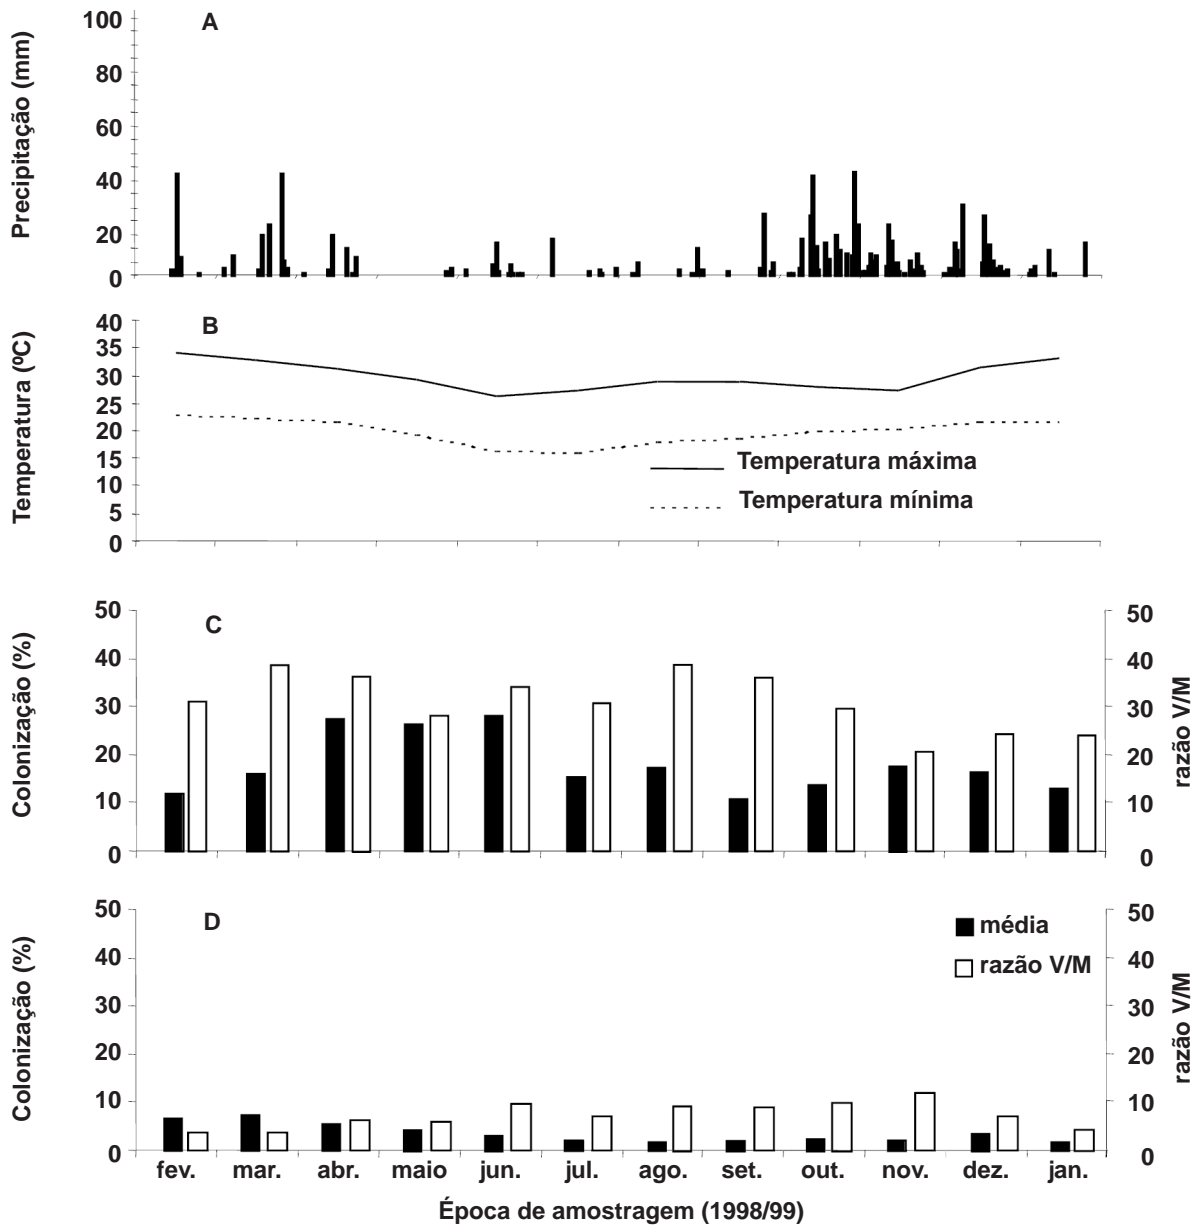 A
Precipitação (mm)
100
80
60
40
20
0
B
Temperatura (ºC)
40
35
30
25
20
15
10
5
0
Temperatura máxima
Temperatura mínima
C
Colonização (%)
50
40
30
20
10
0
50
40
30
20
10
0
razão V/M
D
Colonização (%)
50
40
30
20
10
0
50
40
30
20
10
0
razão V/M
média
razão V/M
fev. mar. abr. maio jun. jul. ago. set. out. nov. dez. jan.
Época de amostragem (1998/99)